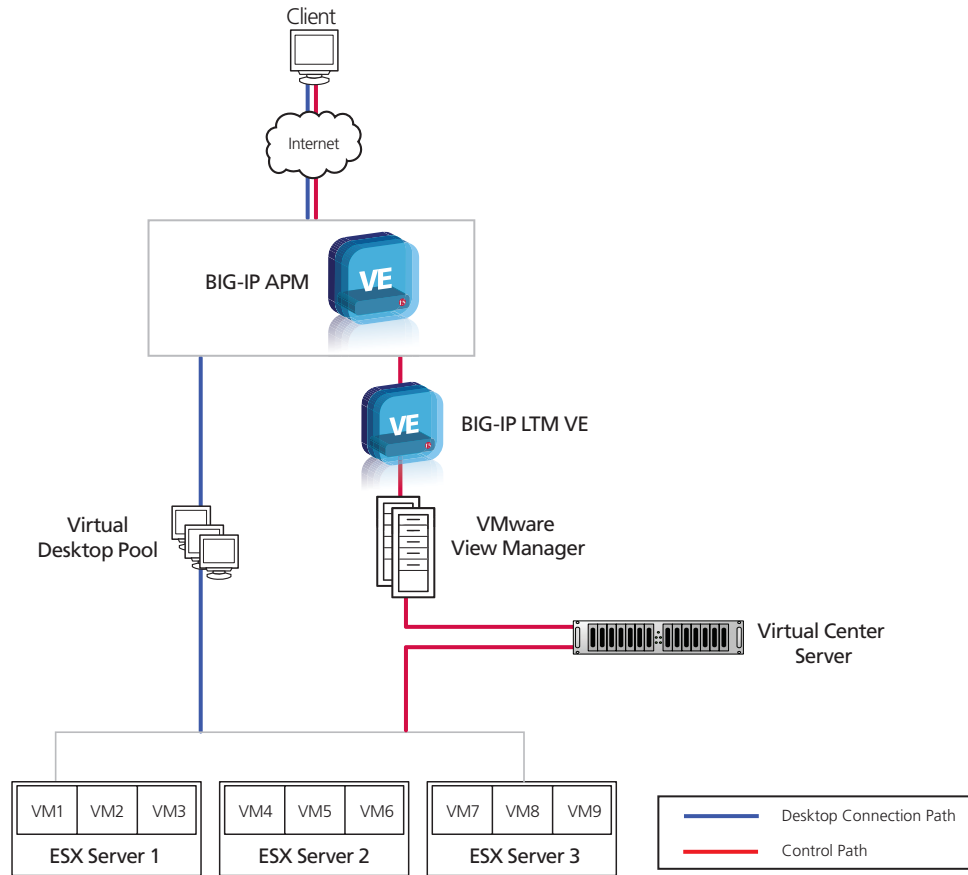 Client
Internet
BIG-IP APM
VE
VE
BIG-IP LTM VE
Virtual
Desktop Pool
VMware
View Manager
Virtual Center
Server
VM1 VM2 VM3
ESX Server 1
VM4 VM5 VM6
ESX Server 2
VM7 VM8 VM9
ESX Server 3
Desktop Connection Path
Control Path